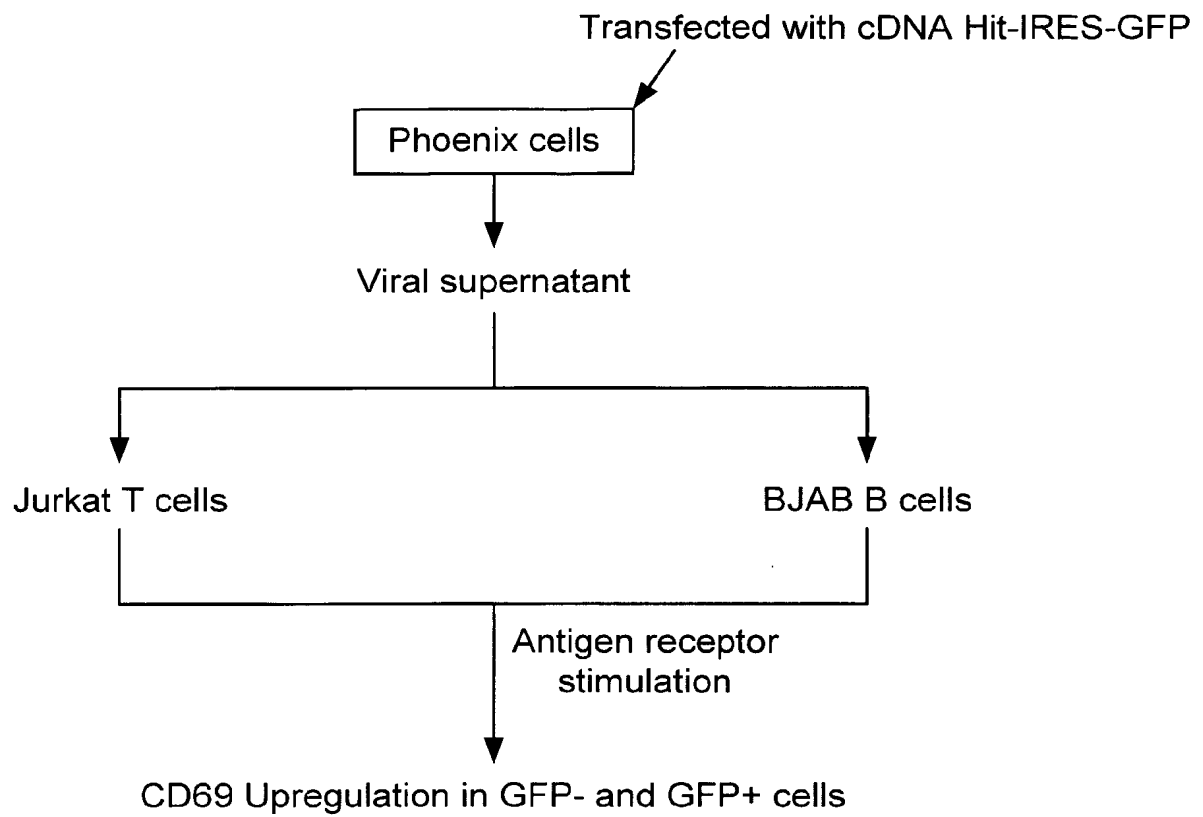 Transfected with cDNA Hit-IRES-GFP
Phoenix cells
Viral supernatant
Jurkat T cells
BJAB B cells
Antigen receptor
stimulation
CD69 Upregulation in GFP- and GFP+ cells